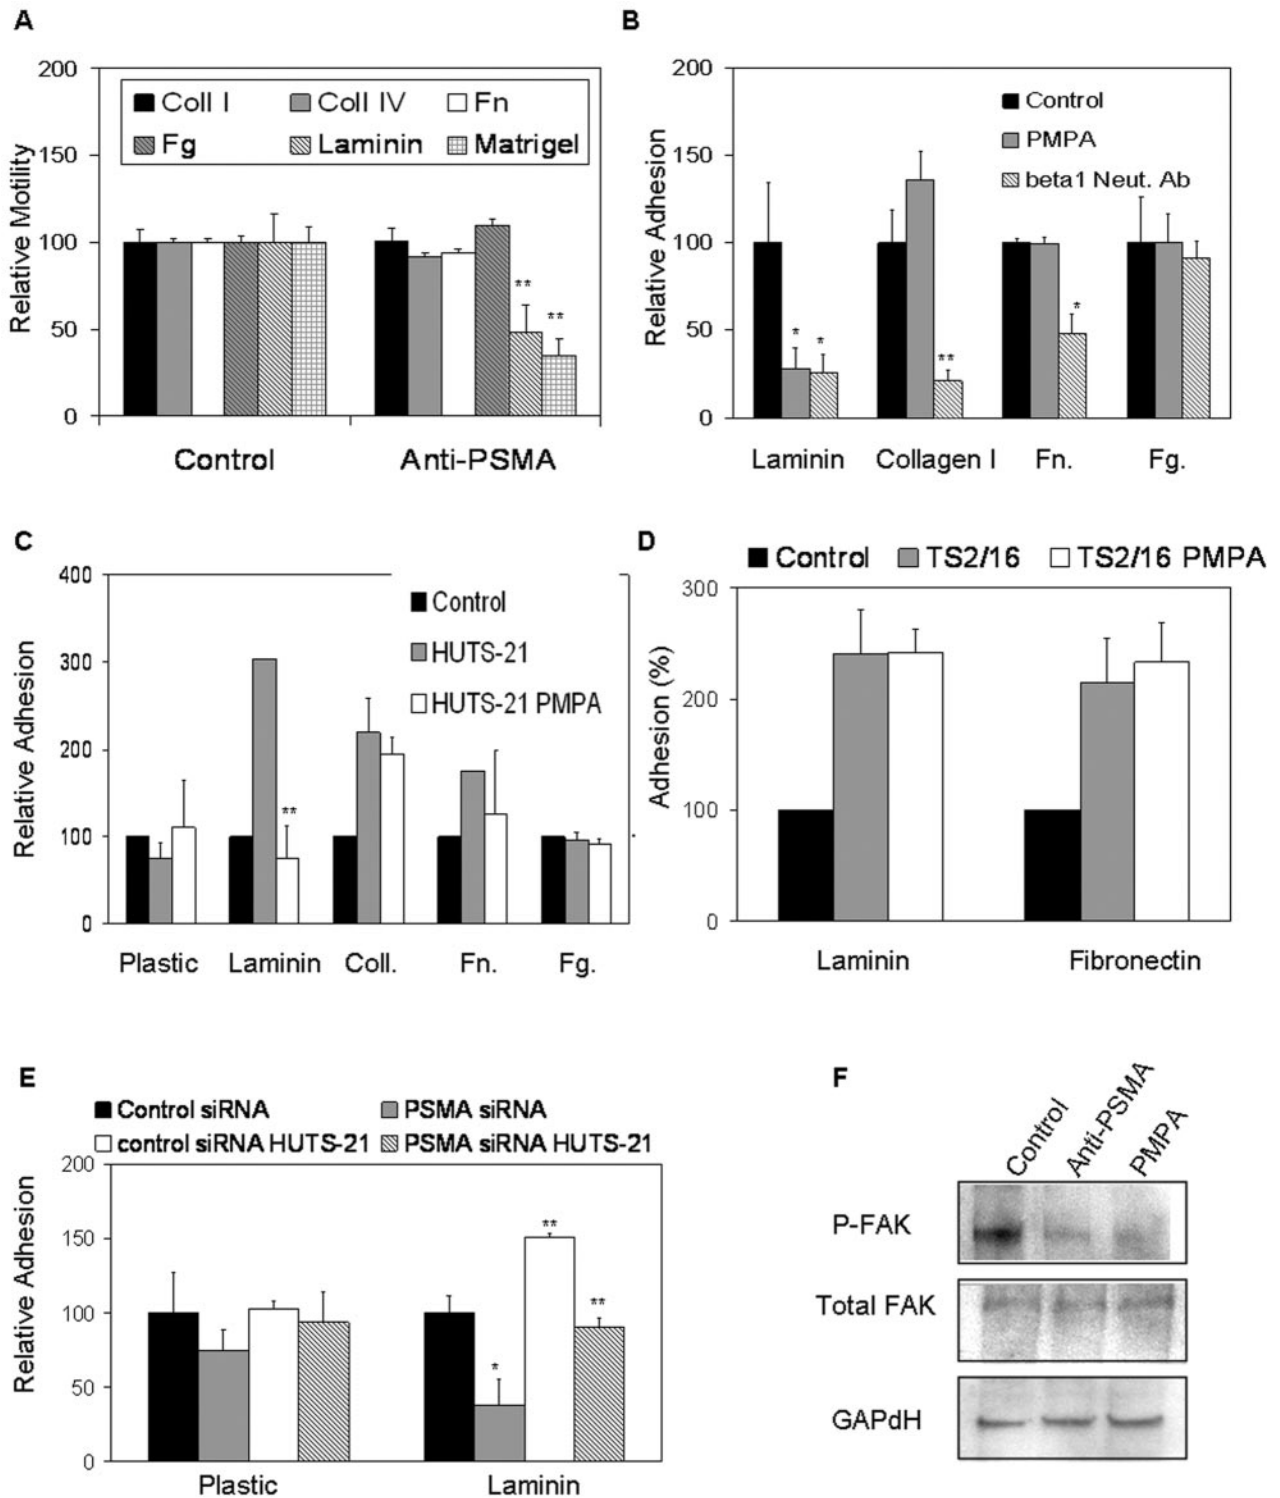 A
200
150
100
50
0
Relative Motility
Coll I Coll IV Fn
Fg Laminin Matrigel
** **
Control Anti-PSMA
B
200
150
100
50
0
Relative Adhesion
Control
PMPA
beta1 Neut. Ab
* * ** *
Laminin Collagen I Fn. Fg.
C
400
300
200
100
0
Relative Adhesion
Control
HUTS-21
HUTS-21 PMPA
**
Plastic Laminin Coll. Fn. Fg.
D
Control TS2/16 TS2/16 PMPA
300
200
100
0
Adhesion (%)
Laminin Fibronectin
E
Control siRNA PSMA siRNA
control siRNA HUTS-21 PSMA siRNA HUTS-21
200
150
100
50
0
Relative Adhesion
* ** **
Plastic Laminin
F
Control Anti-PSMA PMPA
P-FAK
Total FAK
GAPdH